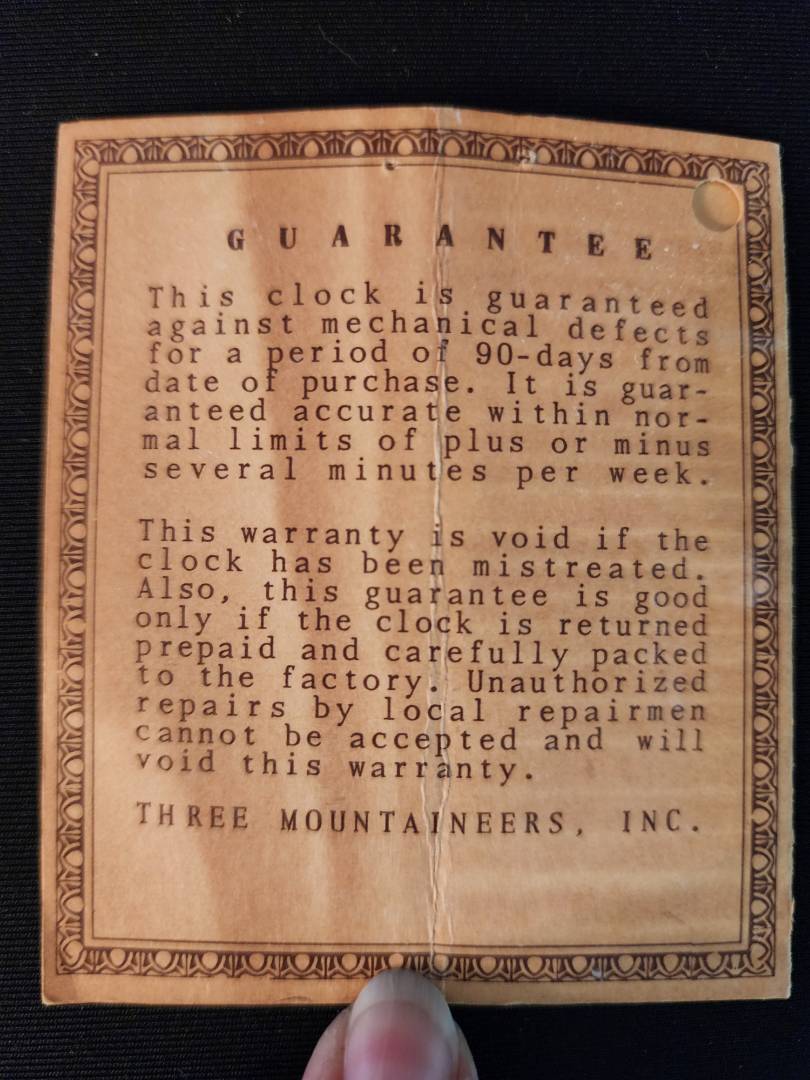 GUARANTEE
This clock is guaranteed
against mechanical defects
for a period of 90-days from
date of purchase. It is guar-
anteed accurate within nor-
mal limits of plus or minus
several minutes per week.
This warranty is void if the
clock has been mistreated.
Also, this guarantee is good
only if the clock is returned
prepaid and carefully packed
to the factory. Unauthorized
repairs by local repairmen
cannot be accepted and will
void this warranty.
THREE MOUNTAINEERS, INC.